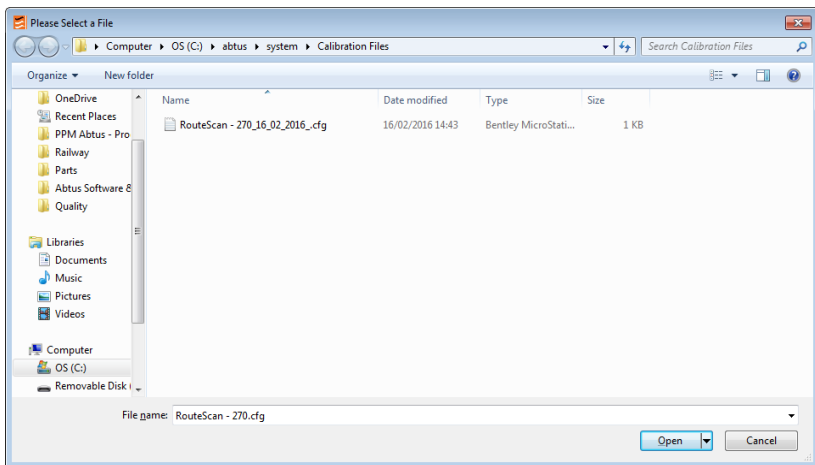 Please Select a File
Computer OS (C:) abtus system Calibration Files
Search Calibration Files
Organize New folder
Name Date modified Type Size
RouteScan - 270_16_02_2016_.cfg 16/02/2016 14:43 Bentley MicroStati... 1 KB
OneDrive
Recent Places
PPM Abtus - Pro
Railway
Parts
Abtus Software &
Quality
Libraries
Documents
Music
Pictures
Videos
Computer
OS (C:)
Removable Disk (
File name: RouteScan - 270.cfg
Open Cancel